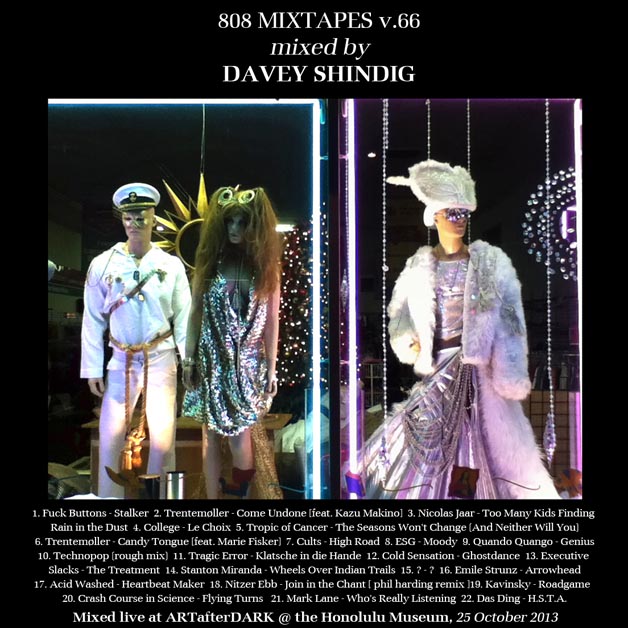 808 MIXTAPES v.66
mixed by
DAVEY SHINDIG
1. Fuck Buttons - Stalker  2. Trentemøller - Come Undone [feat. Kazu Makino]  3. Nicolas Jaar - Too Many Kids Finding
Rain in the Dust  4. College - Le Choix  5. Tropic of Cancer - The Seasons Won't Change [And Neither Will You]
6. Trentemøller - Candy Tongue [feat. Marie Fisker]  7. Cults - High Road  8. ESG - Moody  9. Quando Quango - Genius
10. Technopop [rough mix]  11. Tragic Error - Klatsche in die Hande  12. Cold Sensation - Ghostdance  13. Executive
Slacks - The Treatment  14. Stanton Miranda - Wheels Over Indian Trails  15. ? - ?  16. Emile Strunz - Arrowhead
17. Acid Washed - Heartbeat Maker  18. Nitzer Ebb - Join in the Chant [ phil harding remix ]19. Kavinsky - Roadgame
20. Crash Course in Science - Flying Turns  21. Mark Lane - Who's Really Listening  22. Das Ding - H.S.T.A.
Mixed live at ARTafterDARK @ the Honolulu Museum, 25 October 2013